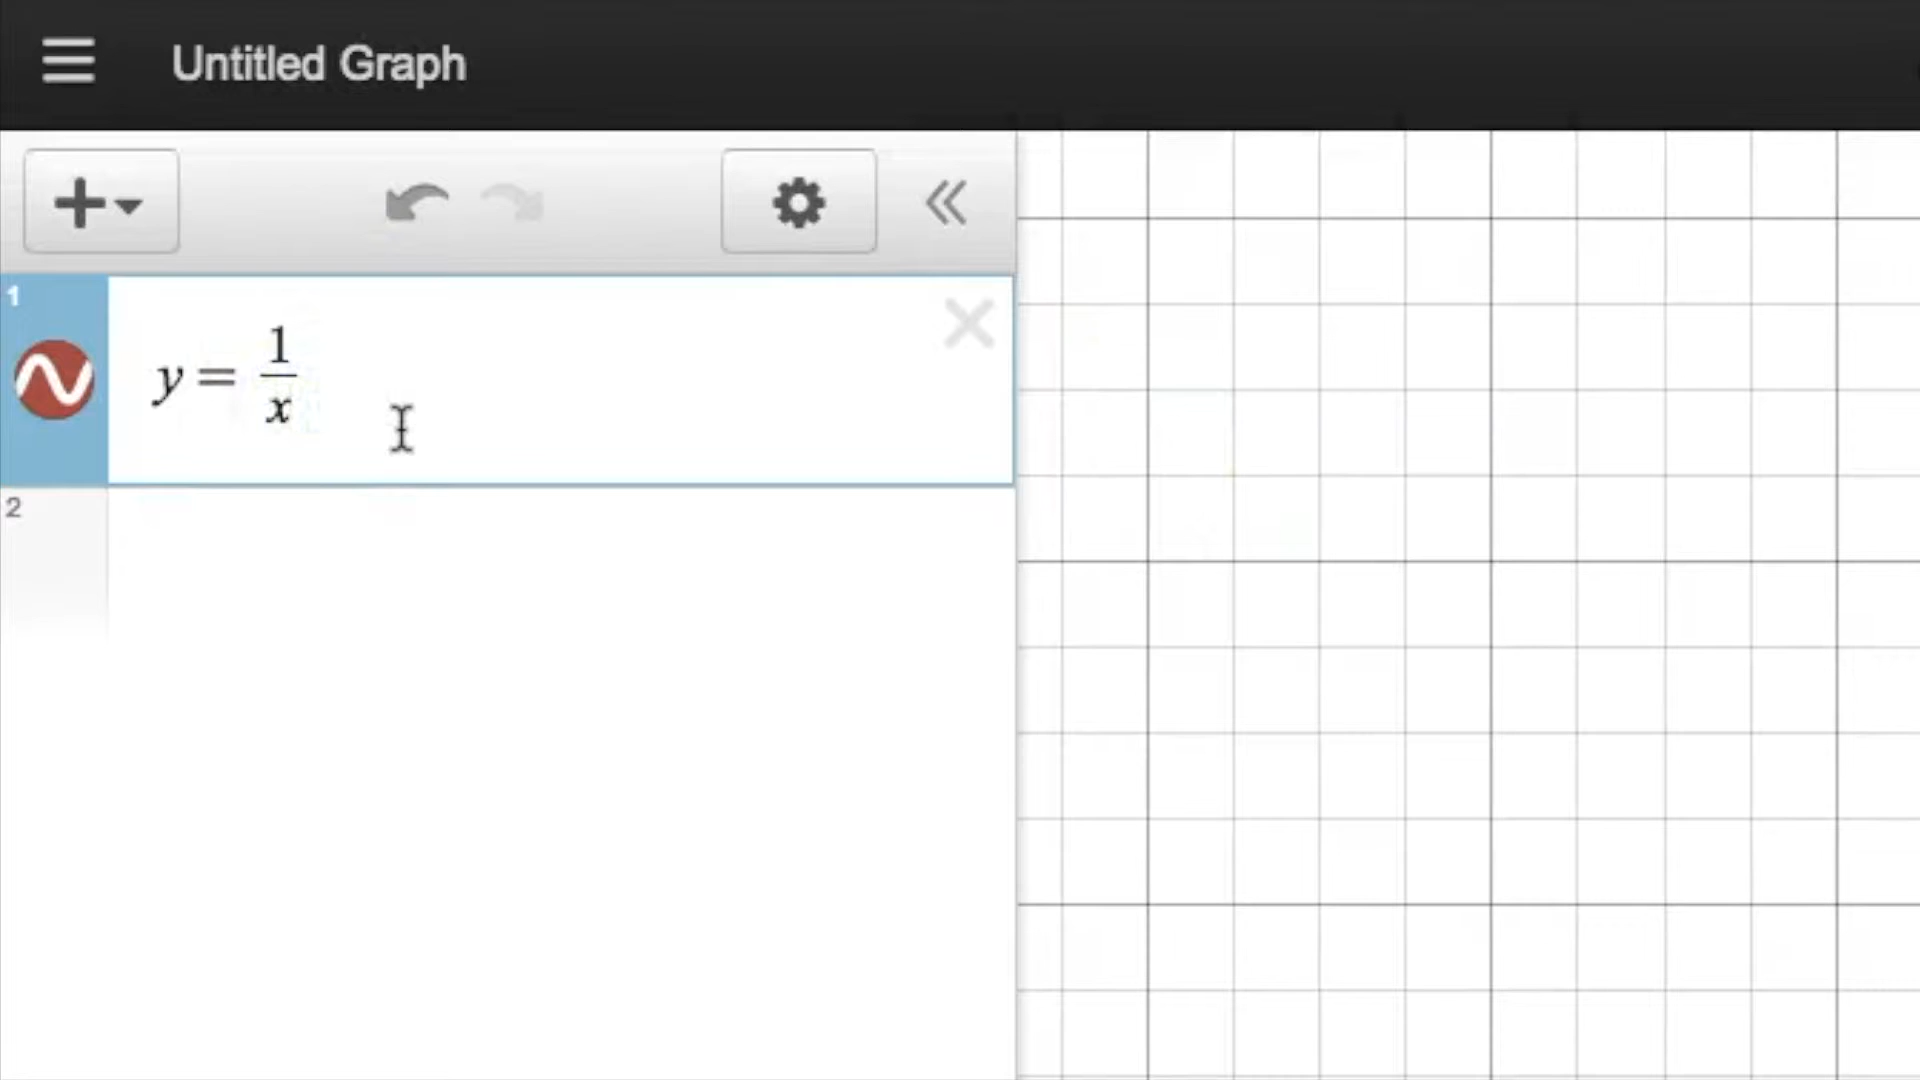 Untitled Graph
1
y = 1/x
2